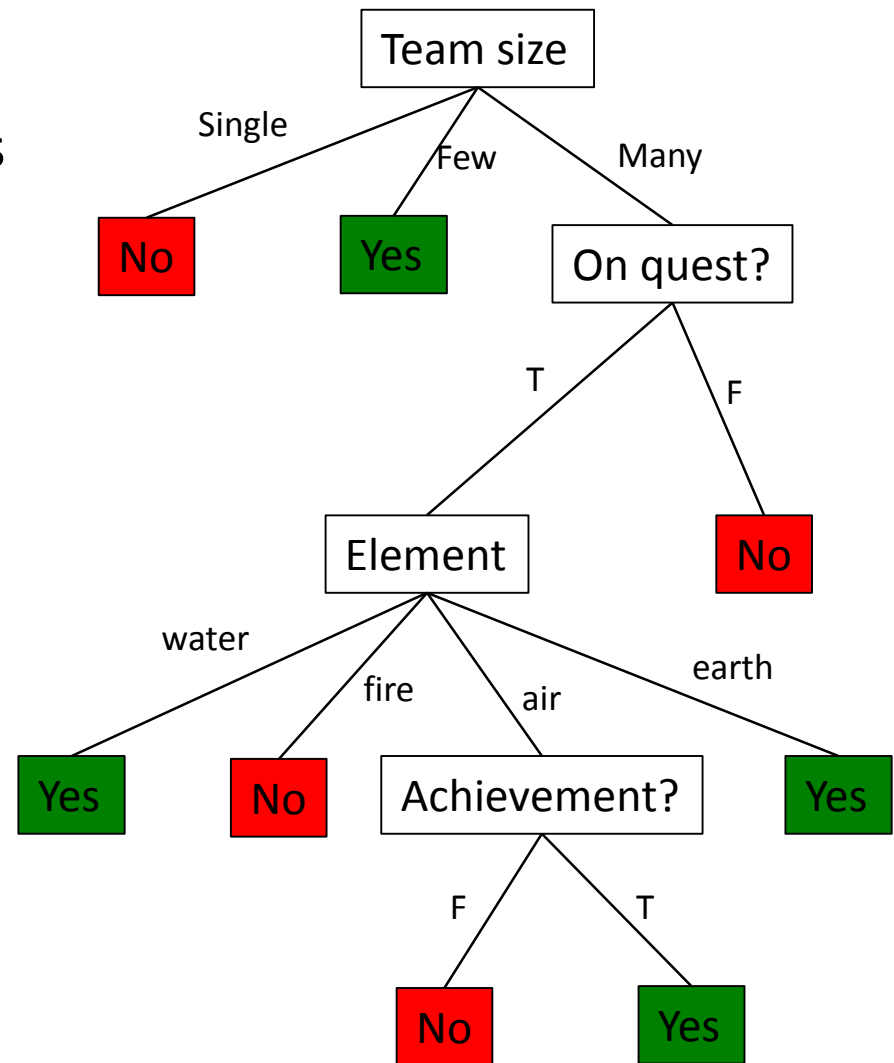 Team size
s
Single
Few
Many
No
Yes
On quest?
T
F
Element
No
water
fire
air
earth
Yes
No
Achievement?
Yes
F
T
No
Yes